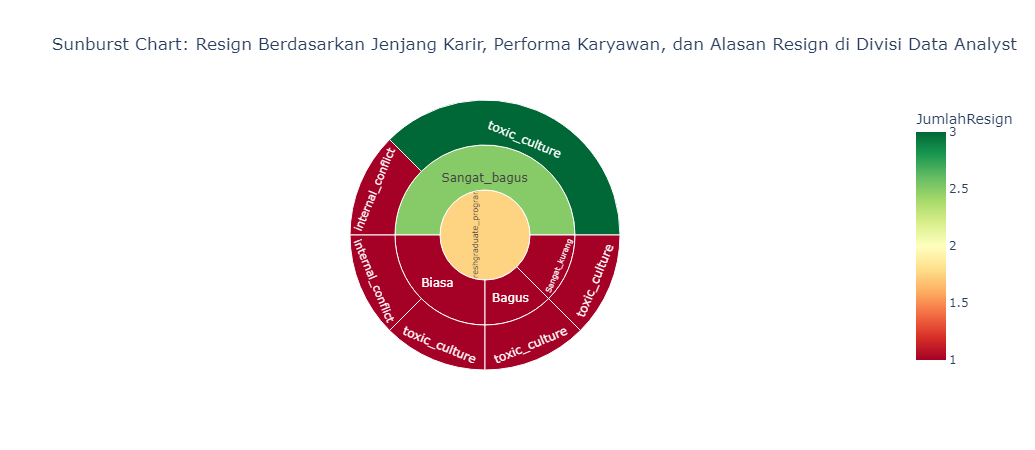 Sunburst Chart: Resign Berdasarkan Jenjang Karir, Performa Karyawan, dan Alasan Resign di Divisi Data Analyst
JumlahResign
3
2.5
2
1.5
1
toxic_culture
internal_conflict
Sangat_bagus
reshgraduate_progra
Sangat_kurang
Biasa
Bagus
internal_conflict
toxic_culture
toxic_culture
toxic_culture